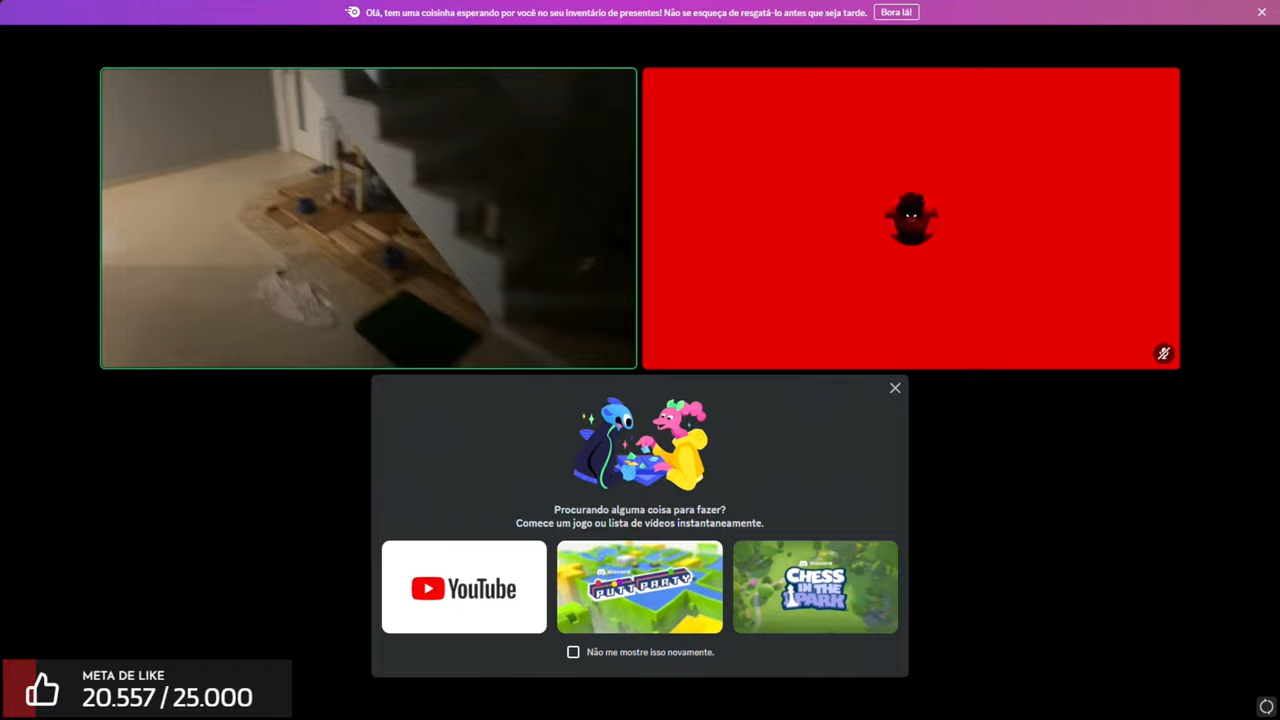 Olá, tem uma coisinha esperando por você no seu inventário de presentes! Não se esqueça de resgatá-lo antes que seja tarde. Bora lá!
Procurando alguma coisa para fazer?
Comece um jogo ou lista de vídeos instantaneamente.
YouTube
Discord
PUTT PARTY
Discord
CHESS
IN THE
PARK
Não me mostre isso novamente.
META DE LIKE
20.557 / 25.000